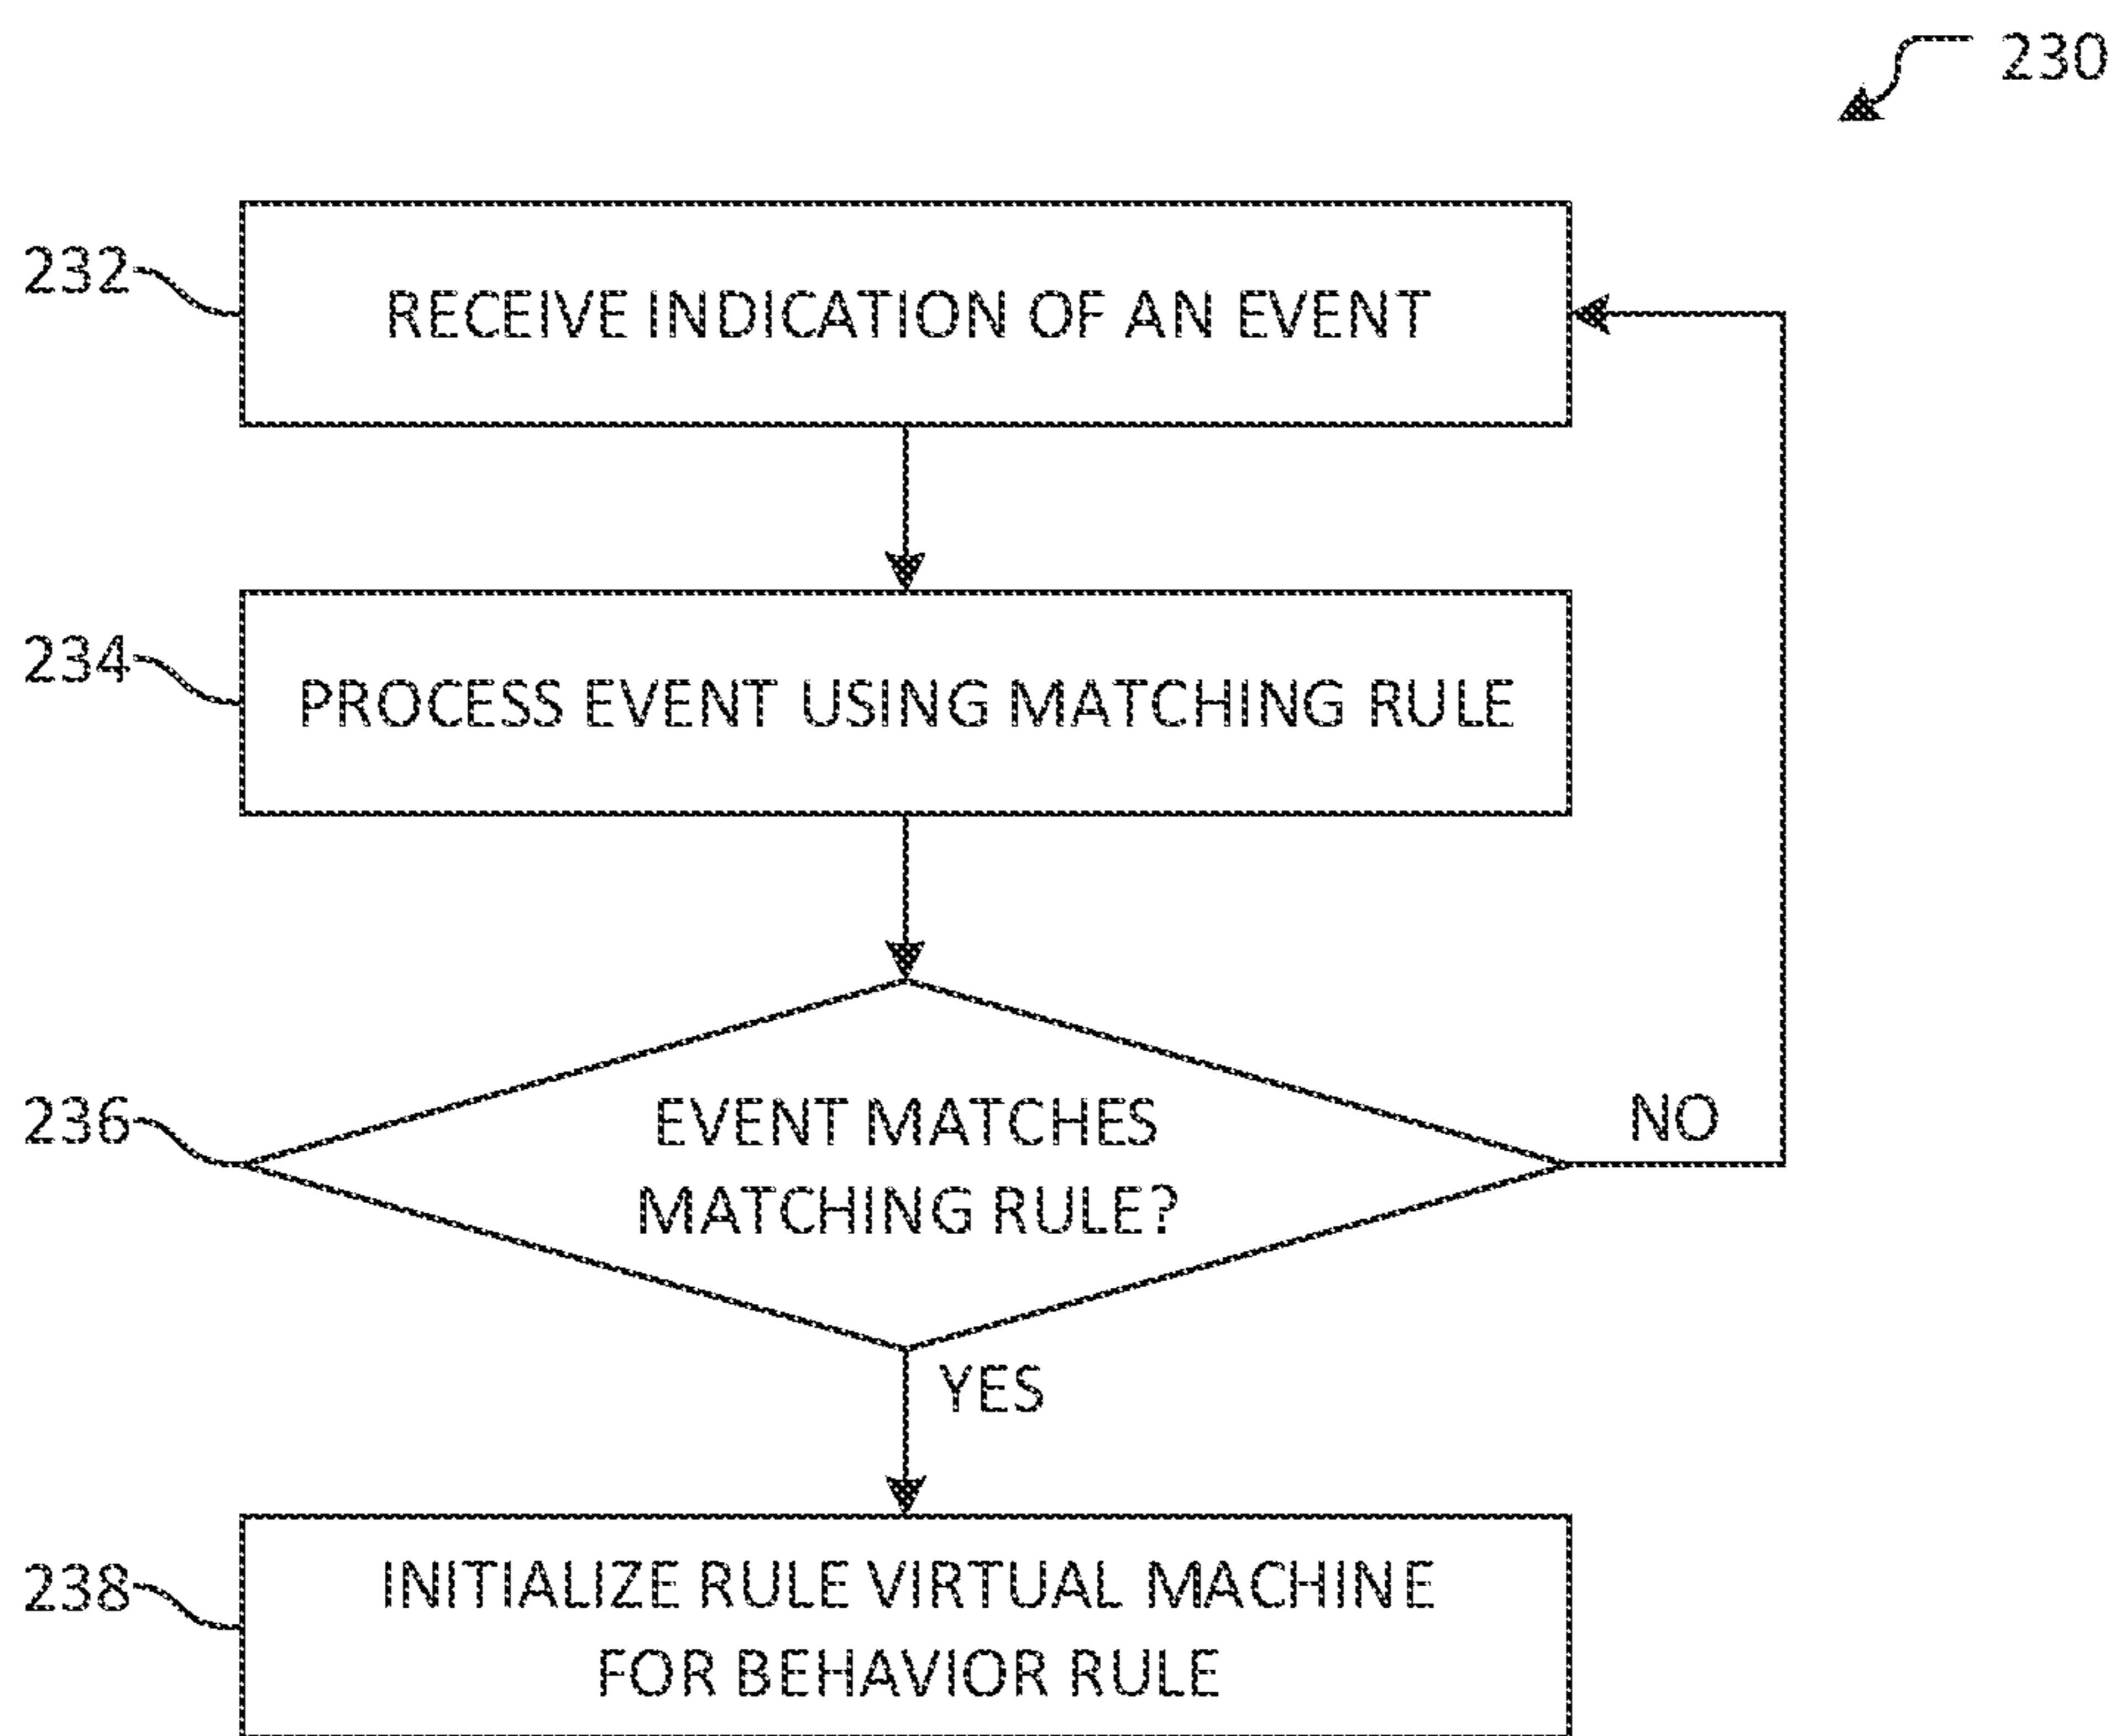 230
232
RECEIVE INDICATION OF AN EVENT
234
PROCESS EVENT USING MATCHING RULE
236
EVENT MATCHES
MATCHING RULE?
NO
YES
238
INITIALIZE RULE VIRTUAL MACHINE
FOR BEHAVIOR RULE